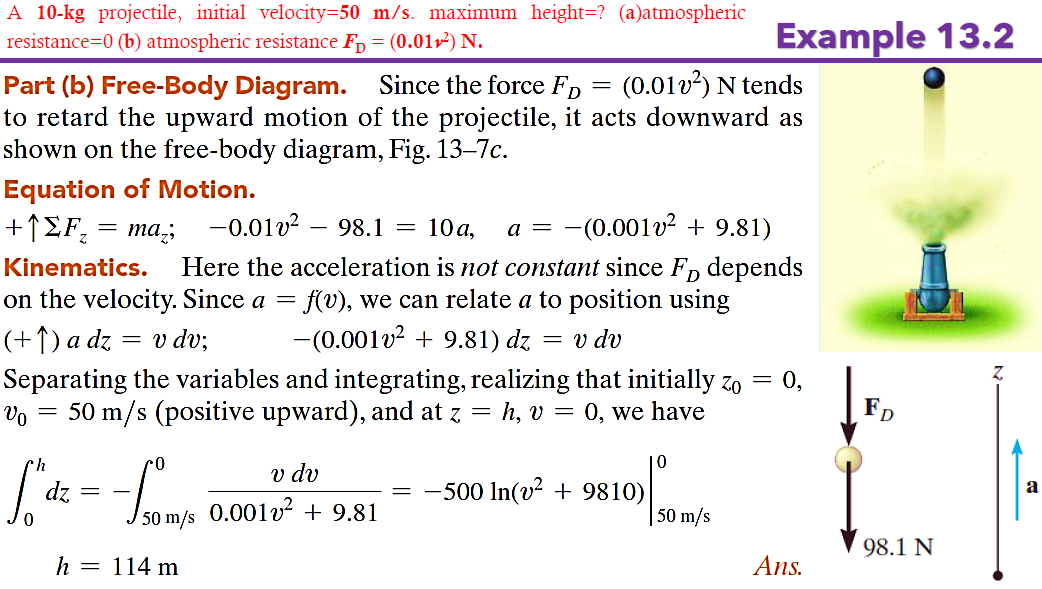 A 10-kg projectile, initial velocity=50 m/s. maximum height=? (a)atmospheric
resistance=0 (b) atmospheric resistance F_D = (0.01v²) N.
Example 13.2
Part (b) Free-Body Diagram. Since the force F_D = (0.01v²) N tends
to retard the upward motion of the projectile, it acts downward as
shown on the free-body diagram, Fig. 13–7c.
Equation of Motion.
+↑ΣF_z = ma_z; −0.01v² − 98.1 = 10a, a = −(0.001v² + 9.81)
Kinematics. Here the acceleration is not constant since F_D depends
on the velocity. Since a = f(v), we can relate a to position using
(+↑) a dz = v dv; −(0.001v² + 9.81) dz = v dv
Separating the variables and integrating, realizing that initially z₀ = 0,
v₀ = 50 m/s (positive upward), and at z = h, v = 0, we have
∫₀^h dz = −∫_{50 m/s}^0 v dv / (0.001v² + 9.81) = −500 ln(v² + 9810)|_{50 m/s}^0
h = 114 m
Ans.
F_D
98.1 N
z
a